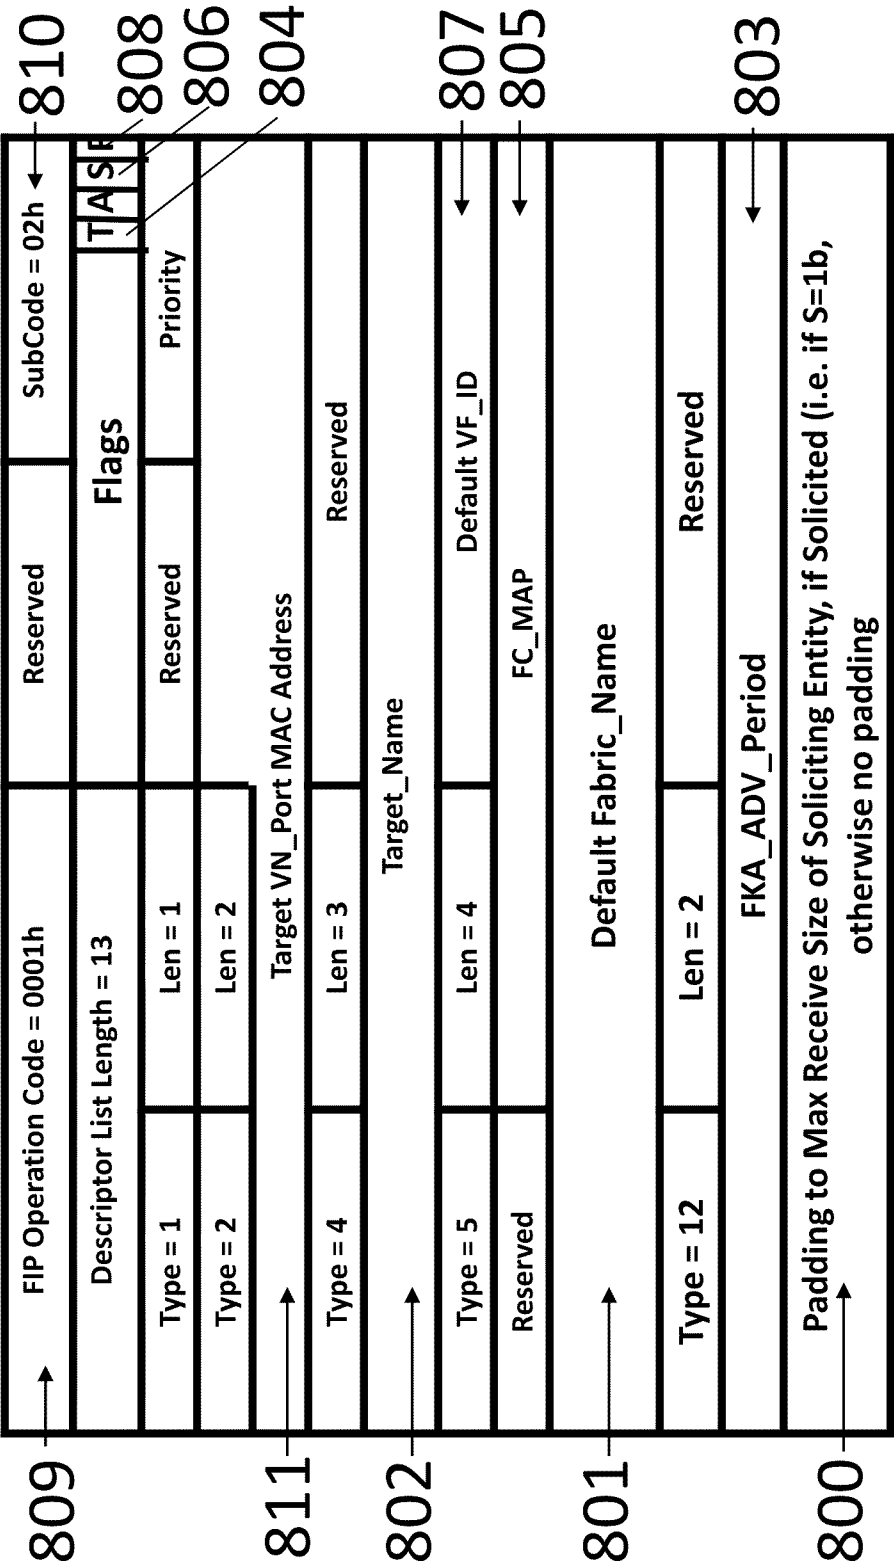 809 FIP Operation Code = 0001h Reserved SubCode = 02h 810
Descriptor List Length = 13 Flags T A S 808
Type = 1 Len = 1 Reserved Priority 806
Type = 2 Len = 2 804
811 Target VN_Port MAC Address
Type = 4 Len = 3 Reserved
802 Target_Name
Type = 5 Len = 4 Default VF_ID 807
Reserved FC_MAP 805
801 Default Fabric_Name
Type = 12 Len = 2 Reserved
FKA_ADV_Period 803
800 Padding to Max Receive Size of Soliciting Entity, if Solicited (i.e. if S=1b,
otherwise no padding